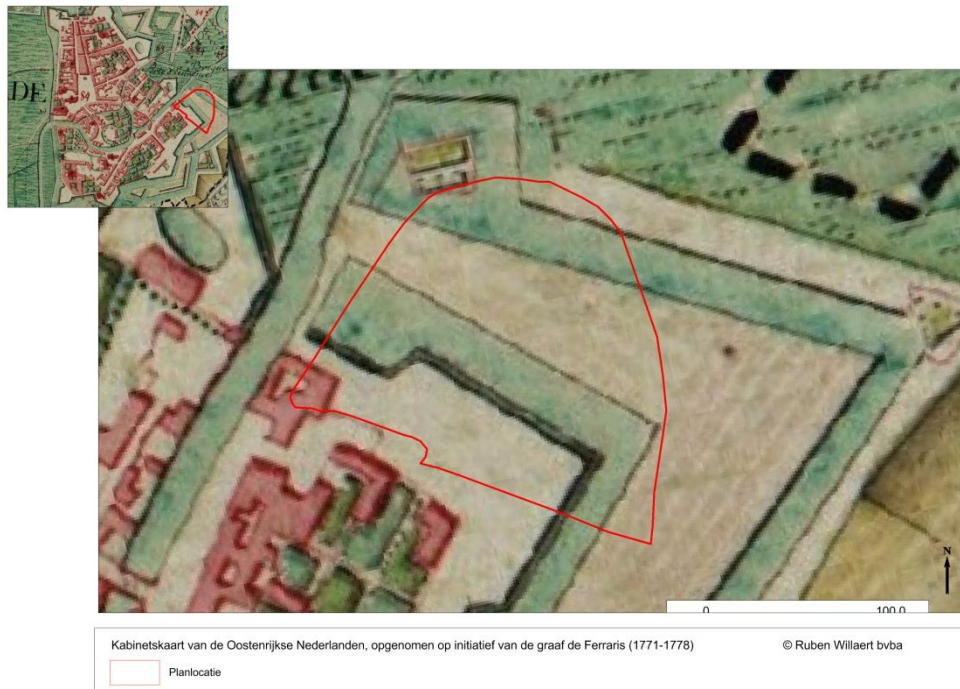 DE
84
N
0 100.0
Kabinetskaart van de Oostenrijkse Nederlanden, opgenomen op initiatief van de graaf de Ferraris (1771-1778) © Ruben Willaert bvba
Planlocatie